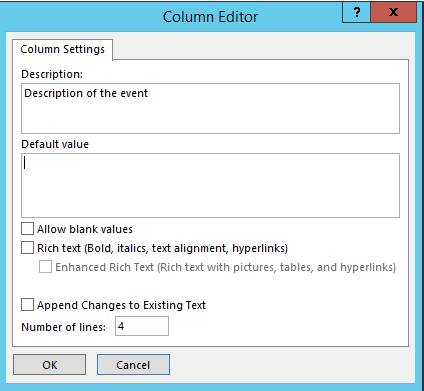 Column Editor
?
x
Column Settings
Description:
Description of the event
Default value
Allow blank values
Rich text (Bold, italics, text alignment, hyperlinks)
Enhanced Rich Text (Rich text with pictures, tables, and hyperlinks)
Append Changes to Existing Text
Number of lines: 4
OK Cancel